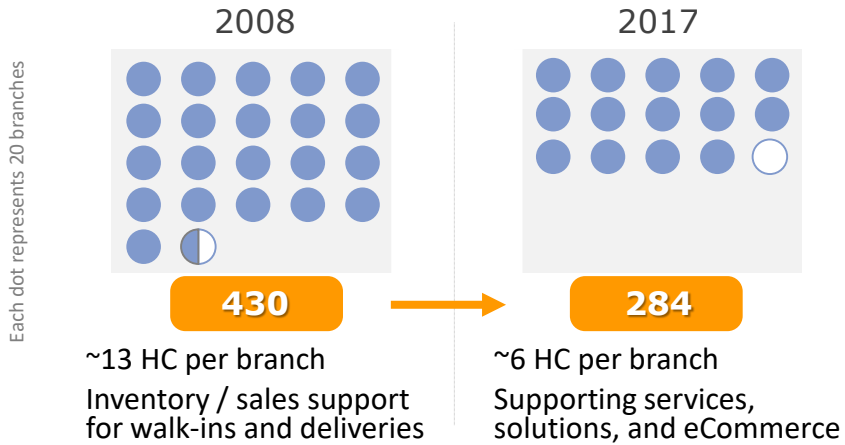 2008
2017
Each dot represents 20 branches
430
284
~13 HC per branch
Inventory / sales support
for walk-ins and deliveries
~6 HC per branch
Supporting services,
solutions, and eCommerce